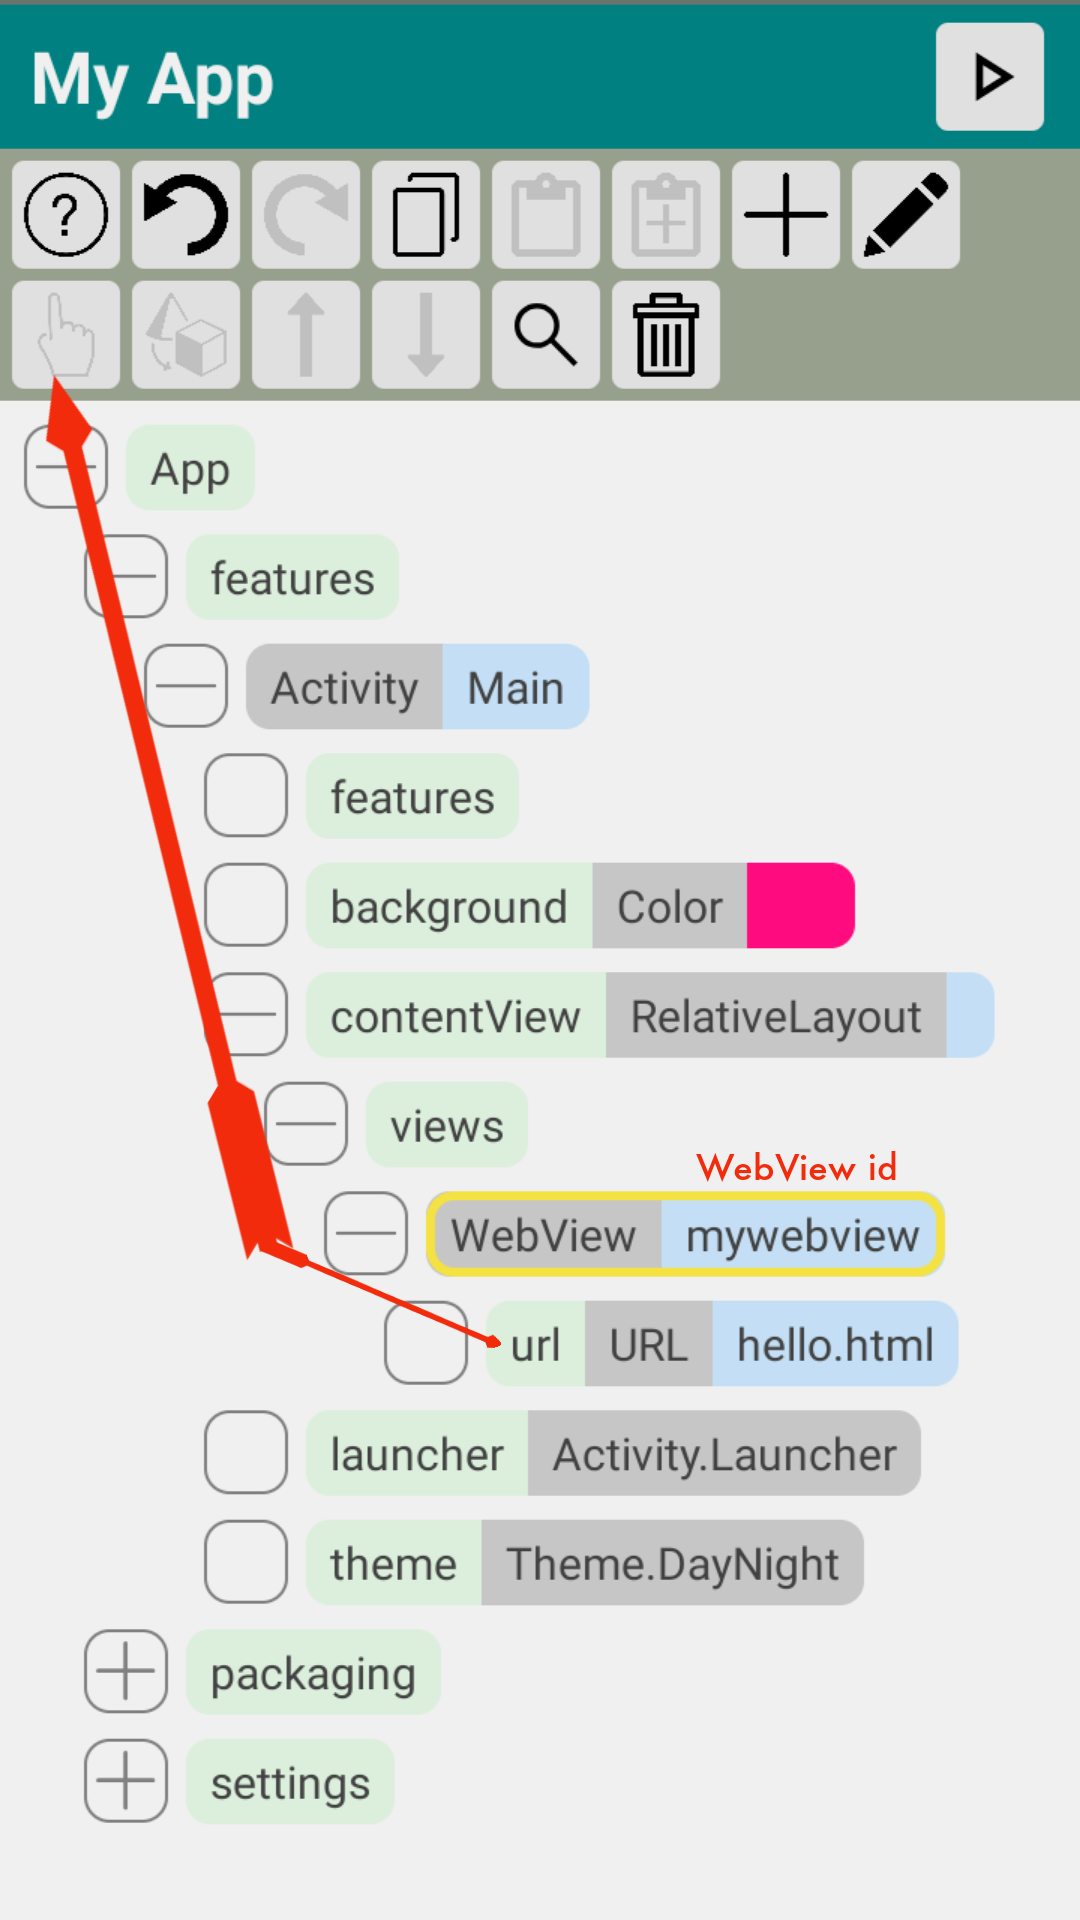 My App
?
App
features
Activity Main
features
background Color
contentView RelativeLayout
views
WebView id
WebView mywebview
url URL hello.html
launcher Activity.Launcher
theme Theme.DayNight
packaging
settings